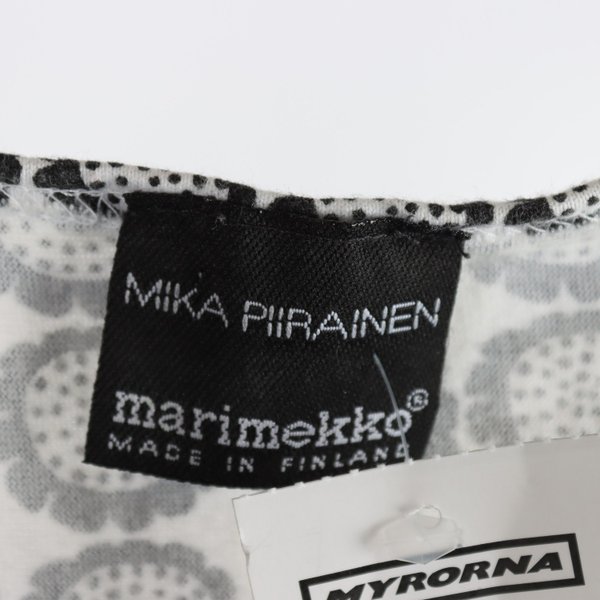 MIKA PIIRAINEN
marimekko®
MADE IN FINLAND
MYRORNA